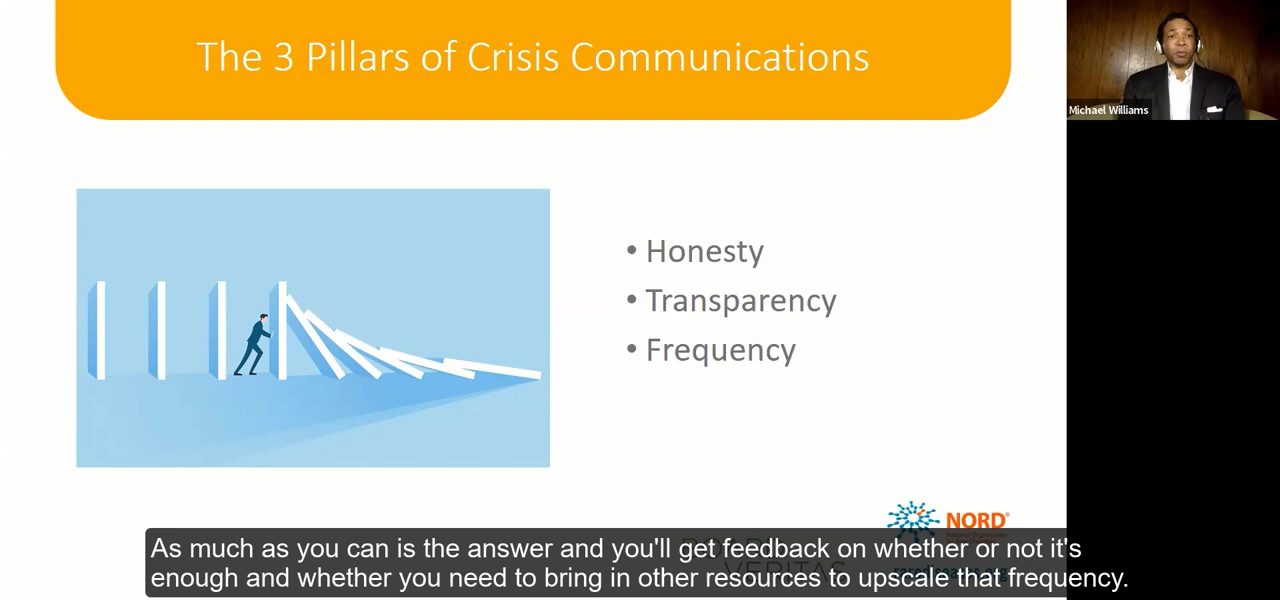 The 3 Pillars of Crisis Communications
Michael Williams
• Honesty
• Transparency
• Frequency
NORD®
As much as you can is the answer and you'll get feedback on whether or not it's
enough and whether you need to bring in other resources to upscale that frequency.